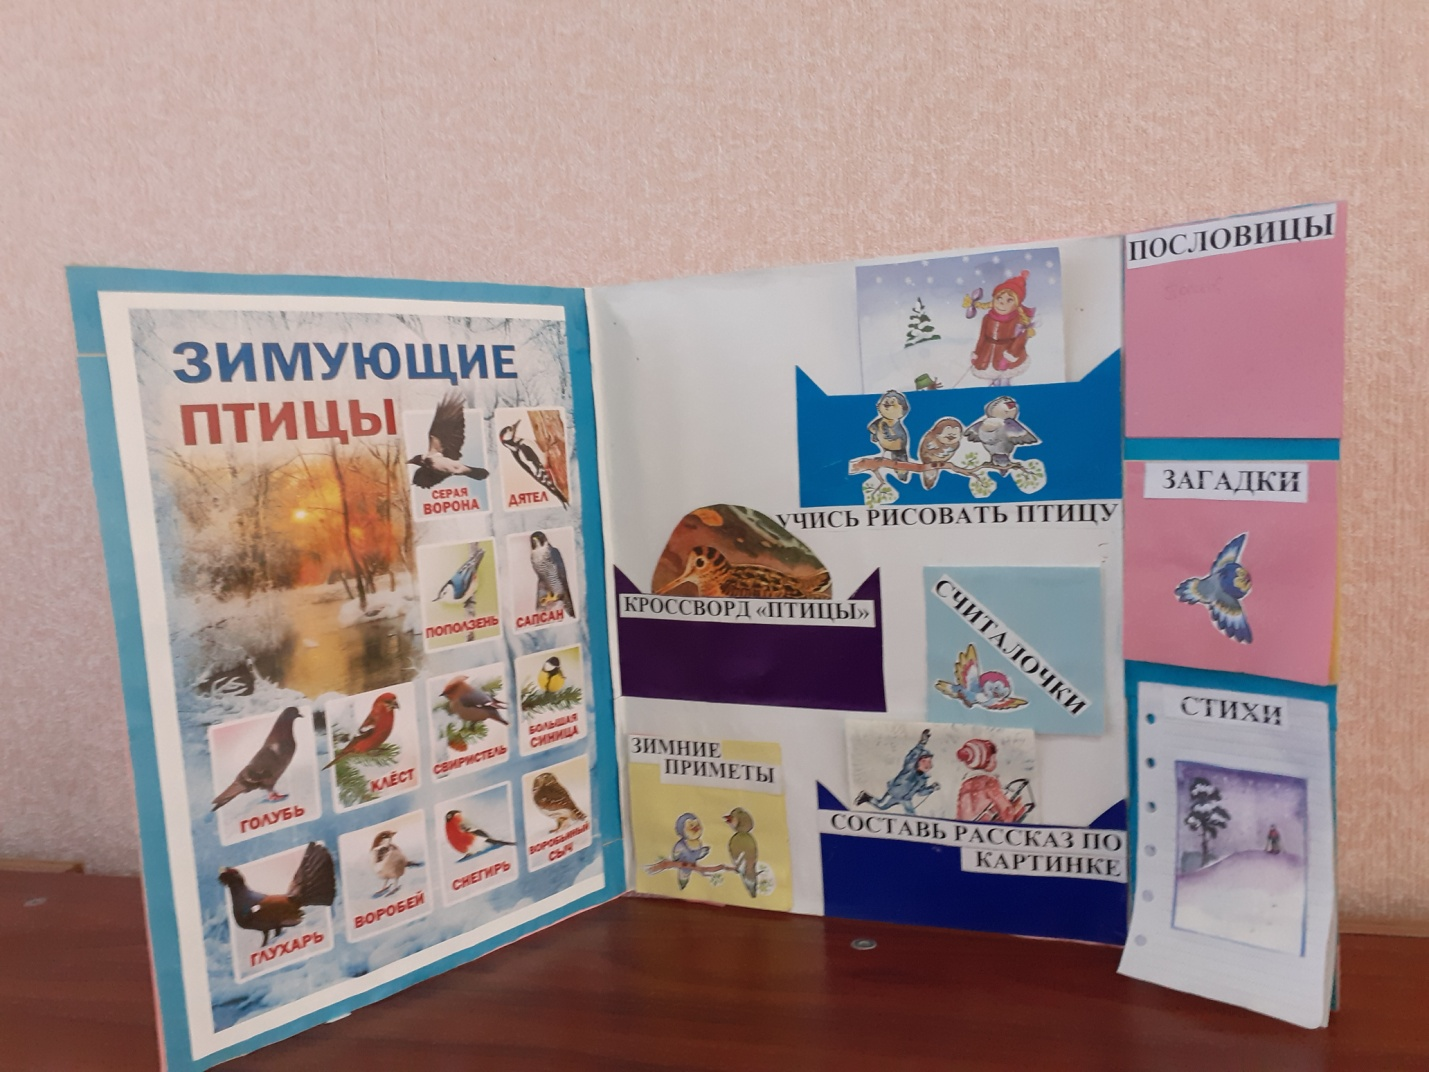 ЗИМУЮЩИЕ
ПТИЦЫ
СЕРАЯ
ВОРОНА
ДЯТЕЛ
ПОПОЛЗЕНЬ
САПСАН
ГОЛУБЬ
КЛЁСТ
СВИРИСТЕЛЬ
БОЛЬШАЯ
СИНИЦА
ГЛУХАРЬ
ВОРОБЕЙ
СНЕГИРЬ
ВОРОБЬИНЫЙ
СЫЧ
УЧИСЬ РИСОВАТЬ ПТИЦУ
КРОССВОРД «ПТИЦЫ»
СЧИТАЛОЧКИ
ЗИМНИЕ
ПРИМЕТЫ
СОСТАВЬ РАССКАЗ ПО
КАРТИНКЕ
ПОСЛОВИЦЫ
ЗАГАДКИ
СТИХИ